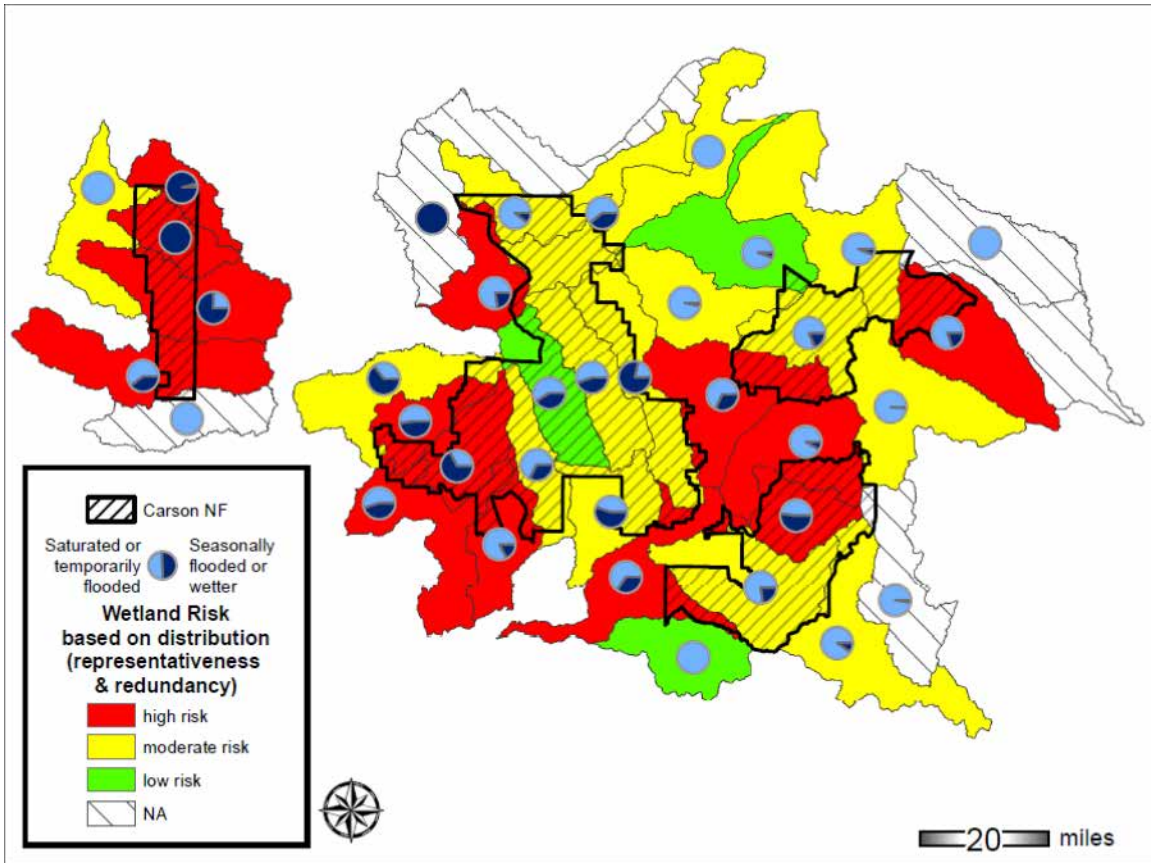 Carson NF
Saturated or
temporarily
flooded
Seasonally
flooded or
wetter
Wetland Risk
based on distribution
(representativeness
& redundancy)
high risk
moderate risk
low risk
NA
20 miles